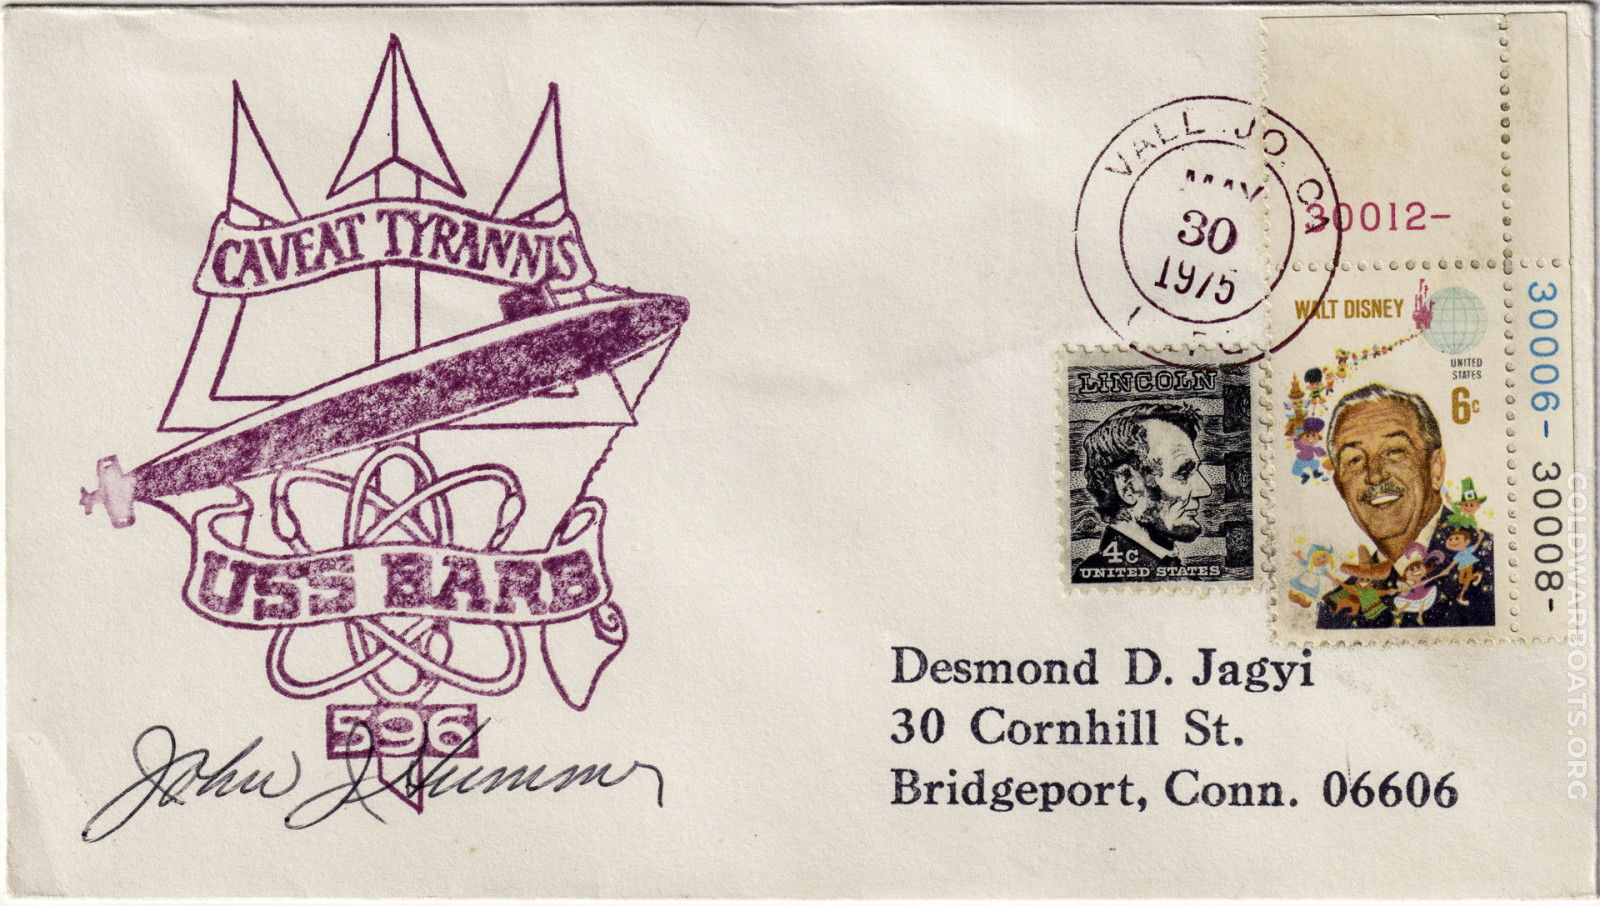 CAVEAT TYRANNIS
USS BARB
596
VALLEJO. CA
MAY
30
1975
30012-
WALT DISNEY
UNITED
STATES
6c
30006- 30008-
LINCOLN
4c
UNITED STATES
Desmond D. Jagyi
30 Cornhill St.
Bridgeport, Conn. 06606
COLDWARBOATS.ORG